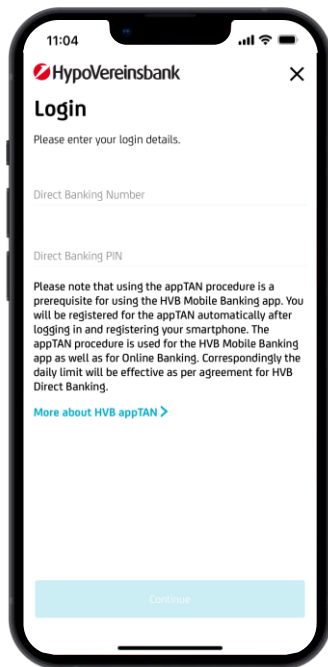 11:04
HypoVereinsbank
Login
Please enter your login details.
Direct Banking Number
Direct Banking PIN
Please note that using the appTAN procedure is a
prerequisite for using the HVB Mobile Banking app. You
will be registered for the appTAN automatically after
logging in and registering your smartphone. The
appTAN procedure is used for the HVB Mobile Banking
app as well as for Online Banking. Correspondingly the
daily limit will be effective as per agreement for HVB
Direct Banking.
More about HVB appTAN
Continue